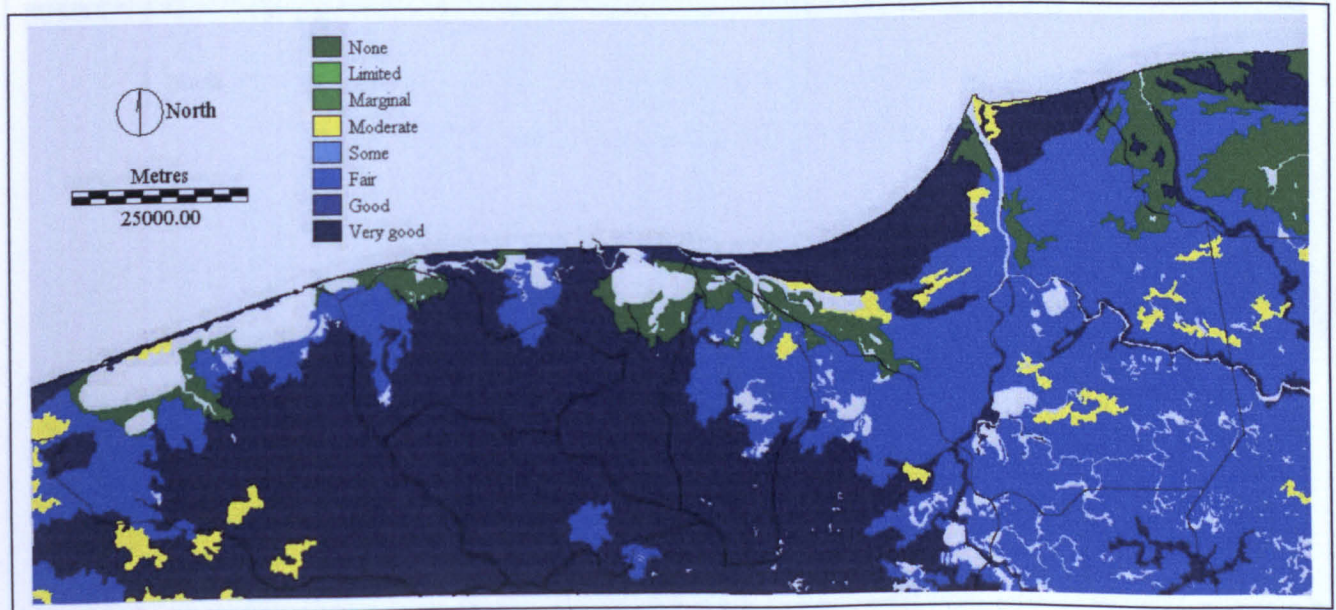 None
Limited
Marginal
Moderate
Some
Fair
Good
Very good
North
Metres
25000.00